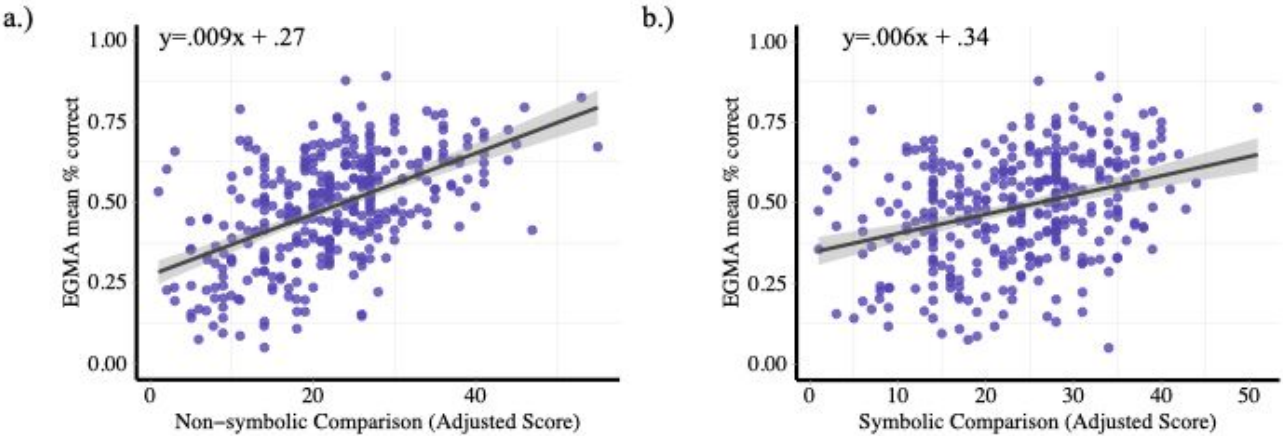 a.)
y=.009x + .27
1.00
0.75
0.50
0.25
0.00
EGMA mean % correct
0 20 40
Non-symbolic Comparison (Adjusted Score)
b.)
y=.006x + .34
1.00
0.75
0.50
0.25
0.00
EGMA mean % correct
0 10 20 30 40 50
Symbolic Comparison (Adjusted Score)